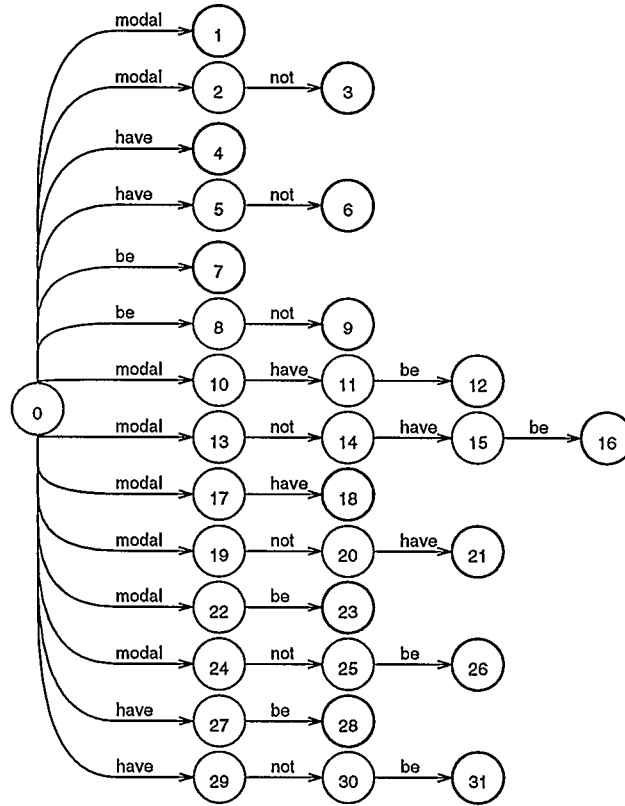 modal 1
modal 2 not 3
have 4
have 5 not 6
be 7
be 8 not 9
modal 10 have 11 be 12
0
modal 13 not 14 have 15 be 16
modal 17 have 18
modal 19 not 20 have 21
modal 22 be 23
modal 24 not 25 be 26
have 27 be 28
have 29 not 30 be 31